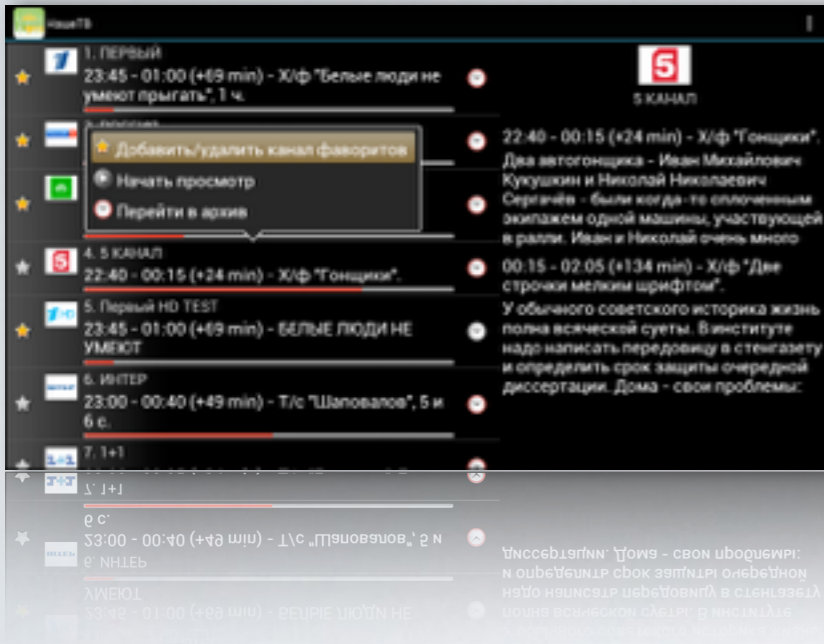 НашеТВ
1. ПЕРВЫЙ
23:45 - 01:00 (+69 min) - Х/ф "Белые люди не
умеют прыгать", 1 ч.
Добавить/удалить канал фаворитов
Начать просмотр
Перейти в архив
4. 5 КАНАЛ
22:40 - 00:15 (+24 min) - Х/ф "Гонщики".
5. Первый HD TEST
23:45 - 01:00 (+69 min) - БЕЛЫЕ ЛЮДИ НЕ
УМЕЮТ
6. ИНТЕР
23:00 - 00:40 (+49 min) - Т/с "Шаповалов", 5 и
6 с.
7. 1+1
5
5 КАНАЛ
22:40 - 00:15 (+24 min) - Х/ф "Гонщики".
Два автогонщика - Иван Михайлович
Кукушкин и Николай Николаевич
Сергачёв - были когда-то сплоченным
экипажем одной машины, участвующей
в ралли. Иван и Николай очень много
00:15 - 02:05 (+134 min) - Х/ф "Две
строчки мелким шрифтом".
У обычного советского историка жизнь
полна всяческой суеты. В институте
надо написать передовицу в стенгазету
и определить срок защиты очередной
диссертации. Дома - свои проблемы: